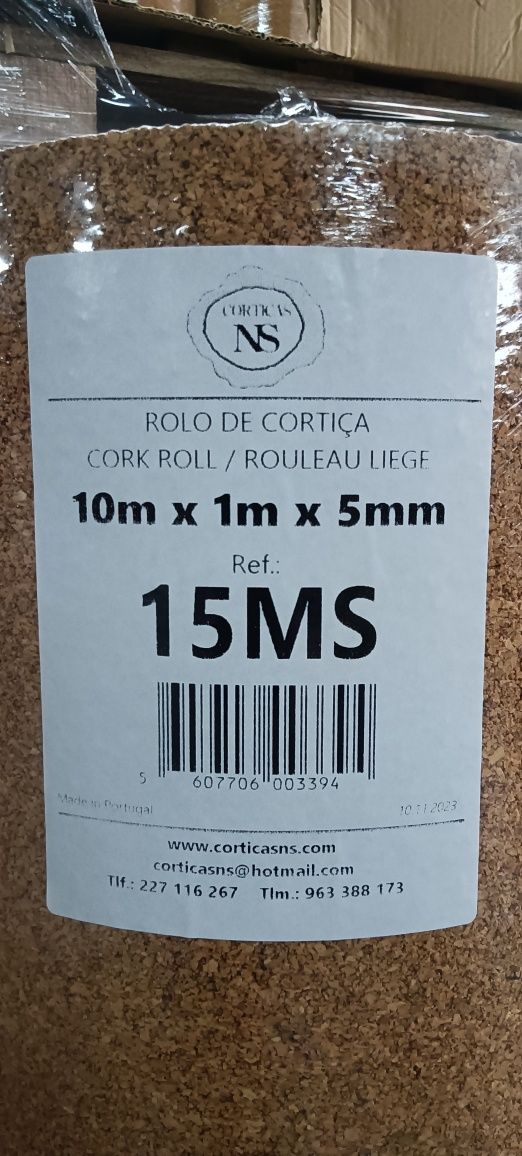 CORTICAS
NS
ROLO DE CORTIÇA
CORK ROLL / ROULEAU LIEGE
10m x 1m x 5mm
Ref.:
15MS
5 607706 003394
Made in Portugal 10.11.2023
www.corticasns.com
corticasns@hotmail.com
Tlf.: 227 116 267 Tlm.: 963 388 173